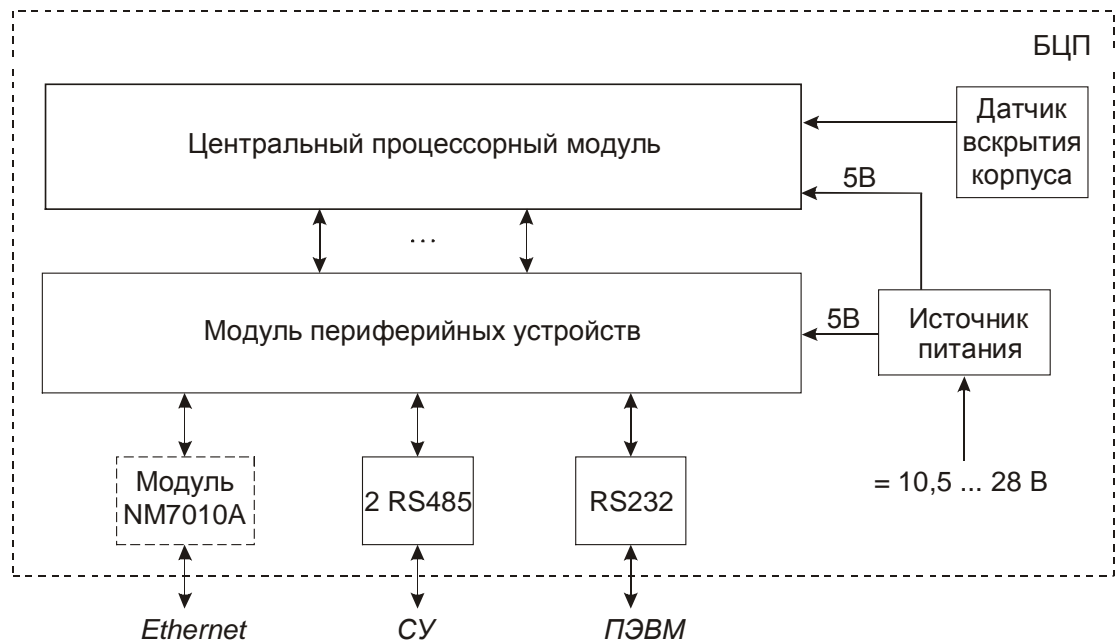 БЦП
Центральный процессорный модуль
Датчик
вскрытия
корпуса
5В
...
Модуль периферийных устройств
5В
Источник
питания
Модуль
NM7010A
2 RS485
RS232
= 10,5 ... 28 В
Ethernet
СУ
ПЭВМ